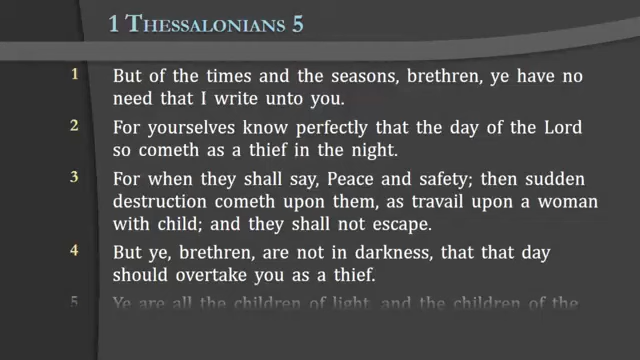 1 Thessalonians 5
1 But of the times and the seasons, brethren, ye have no
need that I write unto you.
2 For yourselves know perfectly that the day of the Lord
so cometh as a thief in the night.
3 For when they shall say, Peace and safety; then sudden
destruction cometh upon them, as travail upon a woman
with child; and they shall not escape.
4 But ye, brethren, are not in darkness, that that day
should overtake you as a thief.
5 Ye are all the children of light, and the children of the